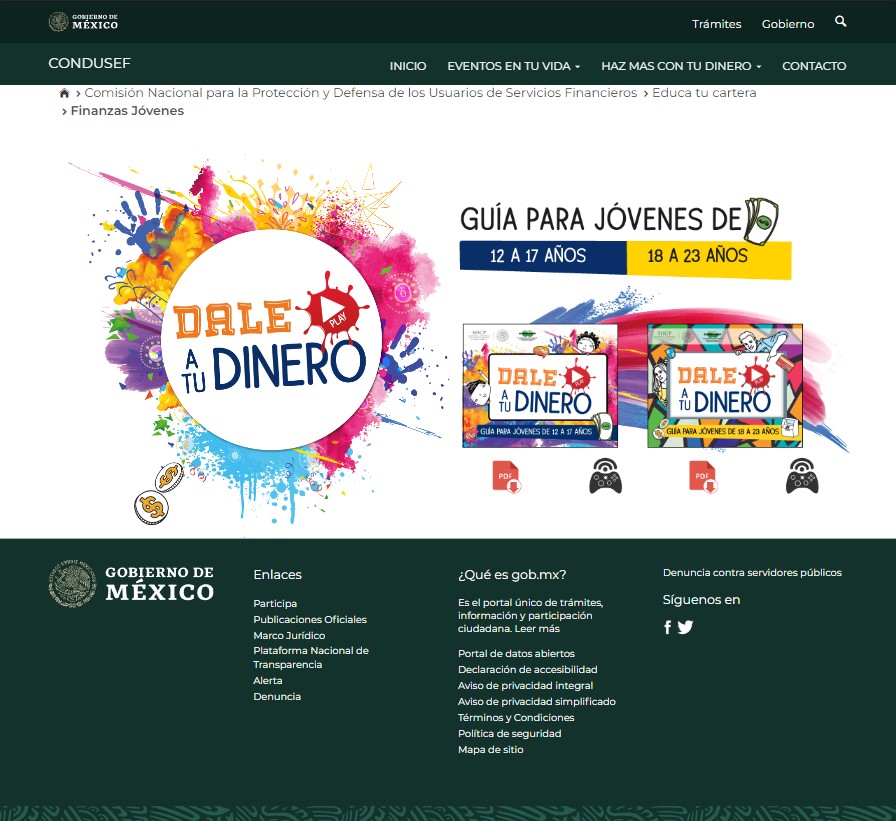 GOBIERNO DE
MÉXICO
Trámites
Gobierno
CONDUSEF
INICIO
EVENTOS EN TU VIDA
HAZ MAS CON TU DINERO
CONTACTO
Comisión Nacional para la Protección y Defensa de los Usuarios de Servicios Financieros
Educa tu cartera
Finanzas Jóvenes
DALE
PLAY
A
TU DINERO
GUÍA PARA JÓVENES DE
12 A 17 AÑOS
18 A 23 AÑOS
SHCP
DALE
PLAY
A
TU DINERO
GUÍA PARA JÓVENES DE 12 A 17 AÑOS
SHCP
DALE
PLAY
A
TU DINERO
GUÍA PARA JÓVENES DE 18 A 23 AÑOS
PDF
PDF
GOBIERNO DE
MÉXICO
Enlaces
Participa
Publicaciones Oficiales
Marco Jurídico
Plataforma Nacional de
Transparencia
Alerta
Denuncia
¿Qué es gob.mx?
Es el portal único de trámites,
información y participación
ciudadana. Leer más
Portal de datos abiertos
Declaración de accesibilidad
Aviso de privacidad integral
Aviso de privacidad simplificado
Términos y Condiciones
Política de seguridad
Mapa de sitio
Denuncia contra servidores públicos
Síguenos en